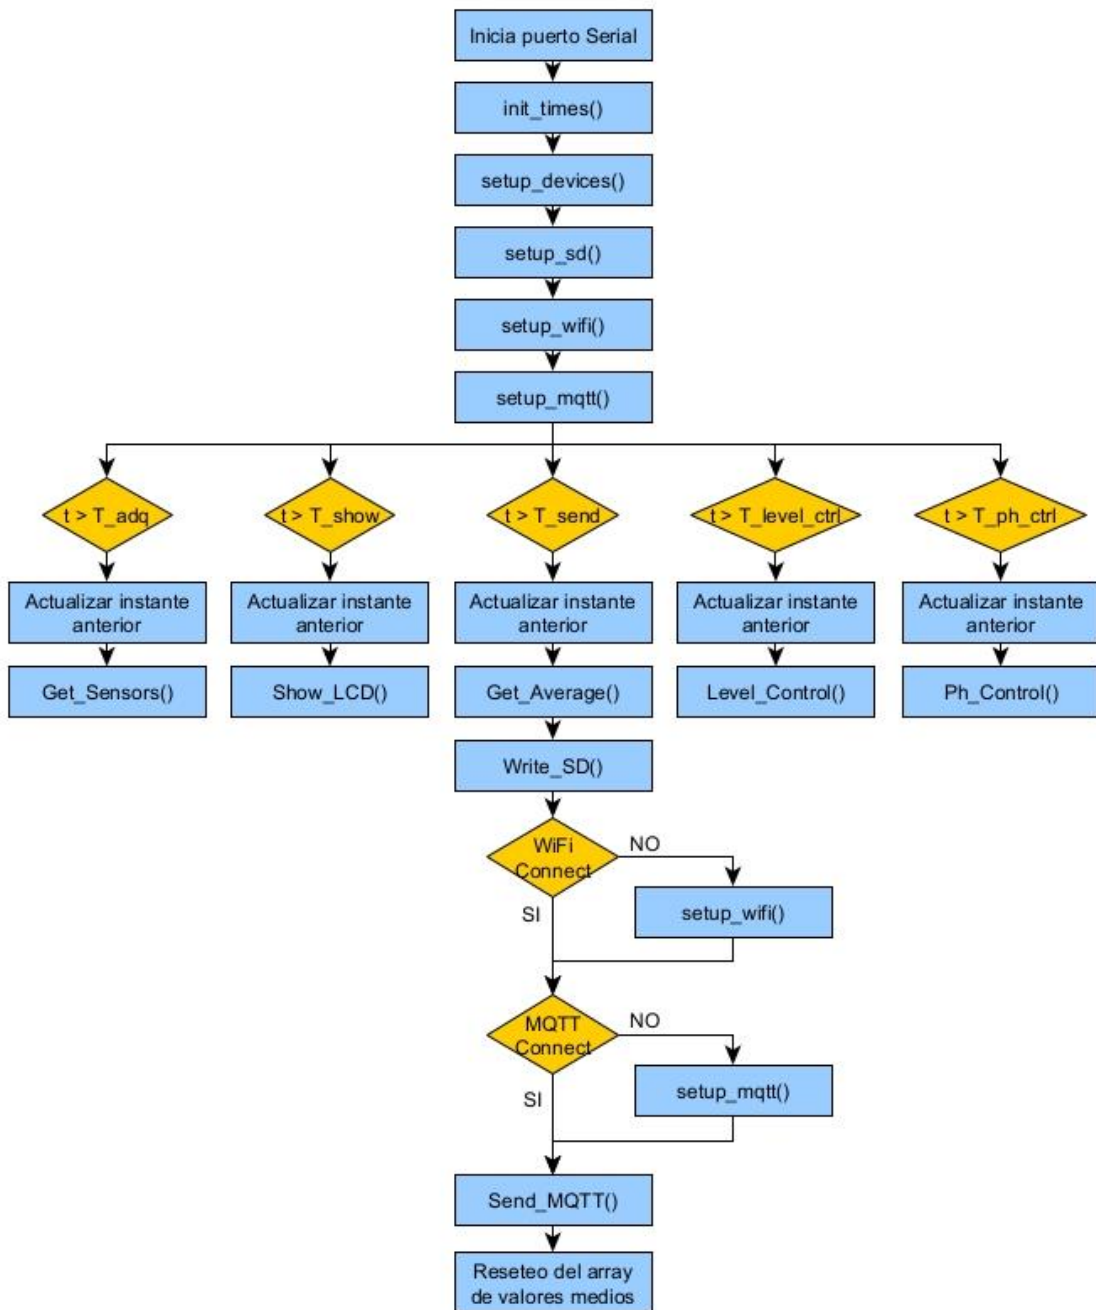 Inicia puerto Serial
init_times()
setup_devices()
setup_sd()
setup_wifi()
setup_mqtt()
t > T_adq
t > T_show
t > T_send
t > T_level_ctrl
t > T_ph_ctrl
Actualizar instante
anterior
Actualizar instante
anterior
Actualizar instante
anterior
Actualizar instante
anterior
Actualizar instante
anterior
Get_Sensors()
Show_LCD()
Get_Average()
Level_Control()
Ph_Control()
Write_SD()
WiFi
Connect
NO
setup_wifi()
SI
MQTT
Connect
NO
setup_mqtt()
SI
Send_MQTT()
Reseteo del array
de valores medios